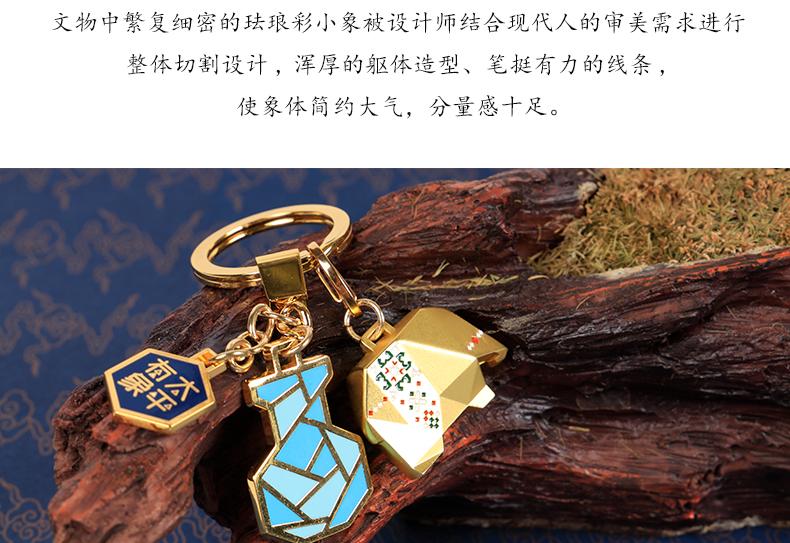 文物中繁复细密的珐琅彩小象被设计师结合现代人的审美需求进行
整体切割设计，浑厚的躯体造型、笔挺有力的线条，
使象体简约大气，分量感十足。
太平
有象